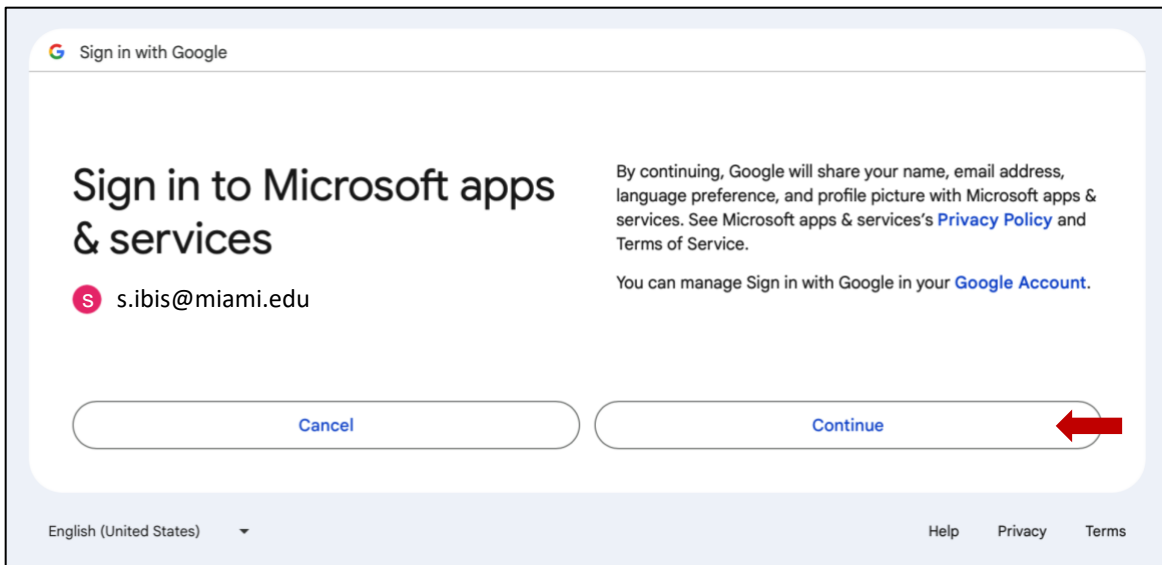 Sign in with Google
Sign in to Microsoft apps
& services
S s.ibis@miami.edu
By continuing, Google will share your name, email address,
language preference, and profile picture with Microsoft apps &
services. See Microsoft apps & services's Privacy Policy and
Terms of Service.
You can manage Sign in with Google in your Google Account.
Cancel
Continue
English (United States)
Help Privacy Terms